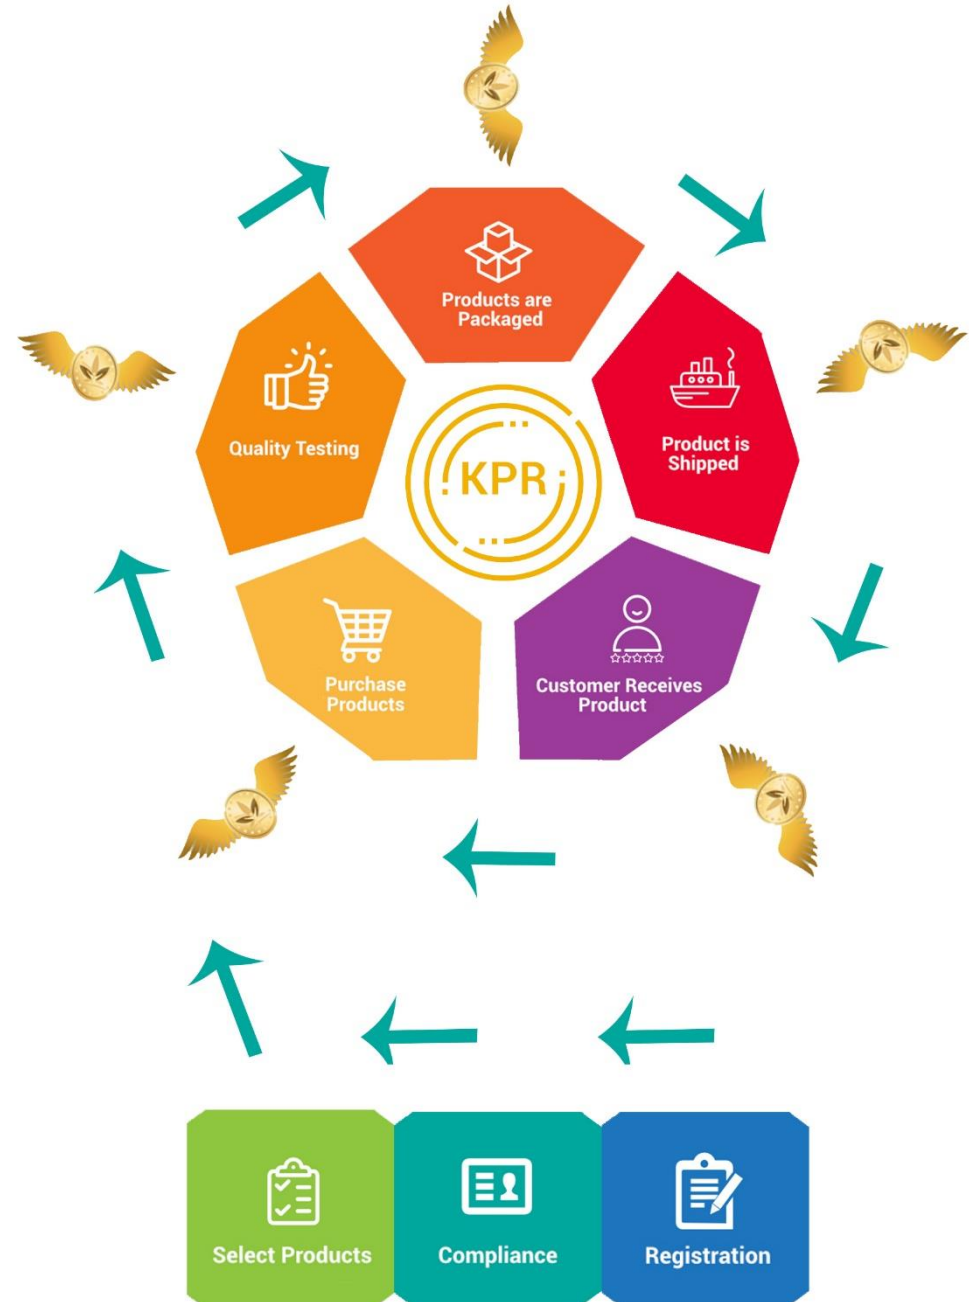 Products are
Packaged
Quality Testing
Product is
Shipped
KPR
Purchase
Products
Customer Receives
Product
Select Products
Compliance
Registration